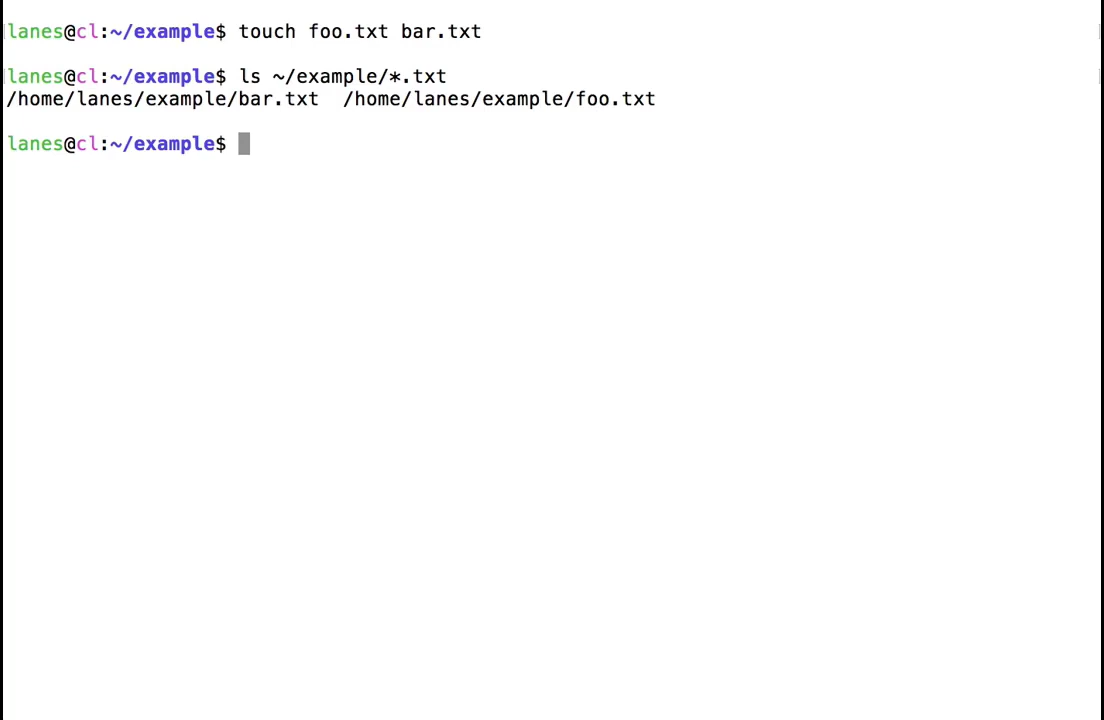 lanes@cl:~/example$ touch foo.txt bar.txt
lanes@cl:~/example$ ls ~/example/*.txt
/home/lanes/example/bar.txt  /home/lanes/example/foo.txt
lanes@cl:~/example$